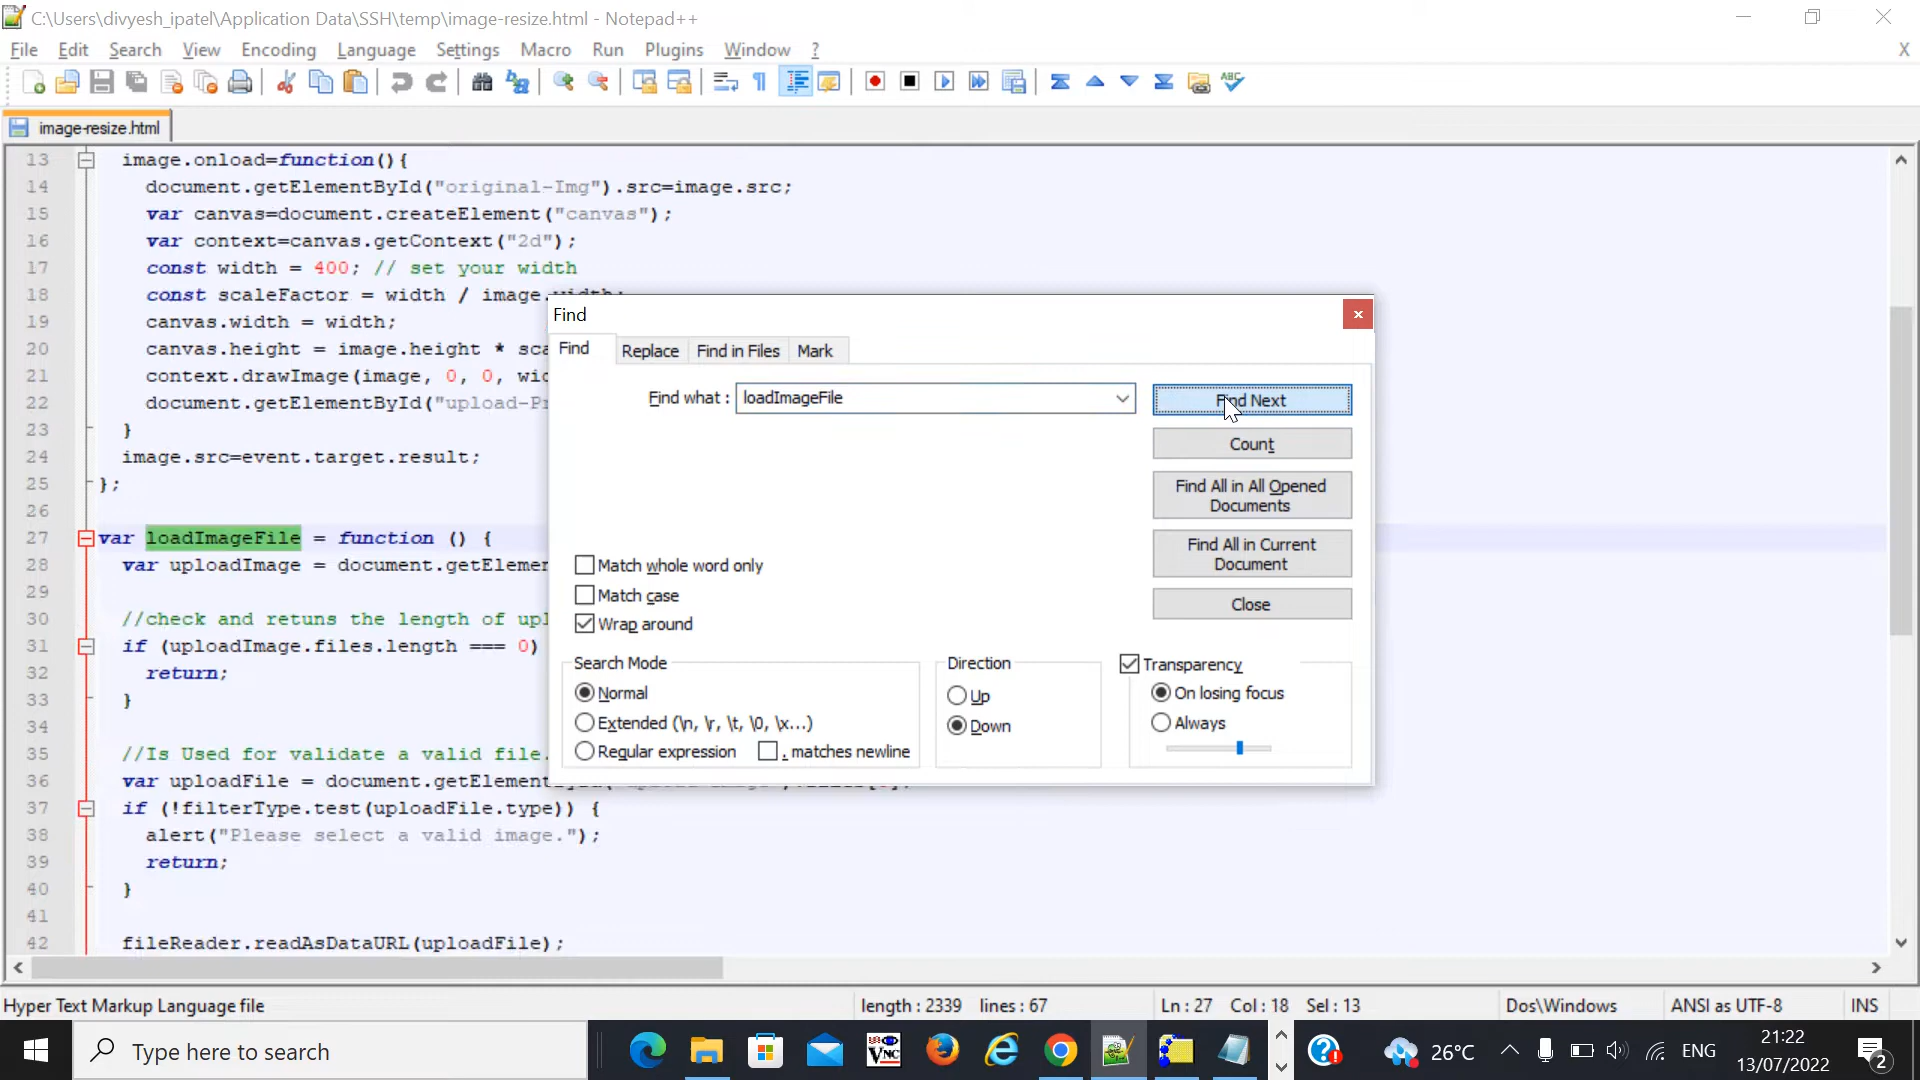 C:\Users\divyesh_ipatel\Application Data\SSH\temp\image-resize.html - Notepad++
File Edit Search View Encoding Language Settings Macro Run Plugins Window ? X
image-resize.html
13 image.onload=function(){
14 document.getElementById("original-Img").src=image.src;
15 var canvas=document.createElement("canvas");
16 var context=canvas.getContext("2d");
17 const width = 400; // set your width
18 const scaleFactor = width / image.width;
19 canvas.width = width;
20 canvas.height = image.height * sca
21 context.drawImage(image, 0, 0, wid
22 document.getElementById("upload-Pr
23 }
24 image.src=event.target.result;
25 };
26
27 var loadImageFile = function () {
28 var uploadImage = document.getElemen
29
30 //check and retuns the length of upl
31 if (uploadImage.files.length === 0)
32 return;
33 }
34
35 //Is Used for validate a valid file.
36 var uploadFile = document.getElement
37 if (!filterType.test(uploadFile.type)) {
38 alert("Please select a valid image.");
39 return;
40 }
41
42 fileReader.readAsDataURL(uploadFile);
Find
Find Replace Find in Files Mark
Find what : loadImageFile
Find Next
Count
Find All in All Opened
Documents
Find All in Current
Document
Close
Match whole word only
Match case
Wrap around
Search Mode
Normal
Extended (\n, \r, \t, \0, \x...)
Regular expression . matches newline
Direction
Up
Down
Transparency
On losing focus
Always
Hyper Text Markup Language file length : 2339 lines : 67 Ln : 27 Col : 18 Sel : 13 Dos\Windows ANSI as UTF-8 INS
Type here to search
26°C ENG
21:22
13/07/2022
2